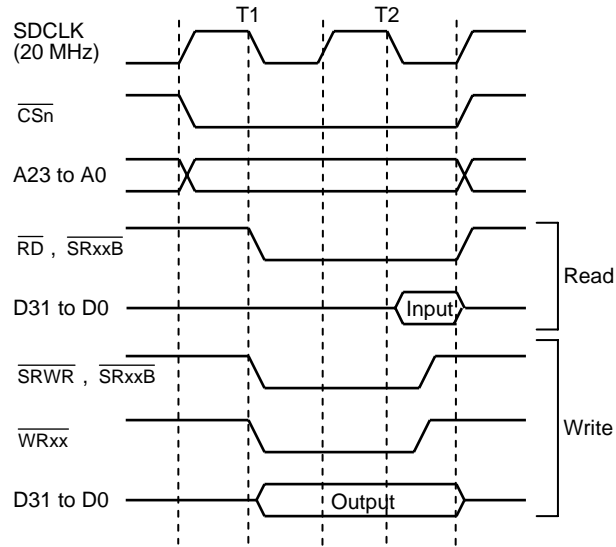 T1 T2
SDCLK
(20 MHz)
CSn
A23 to A0
RD , SRxxB
Read
D31 to D0 Input
SRWR , SRxxB
WRxx
Write
D31 to D0 Output